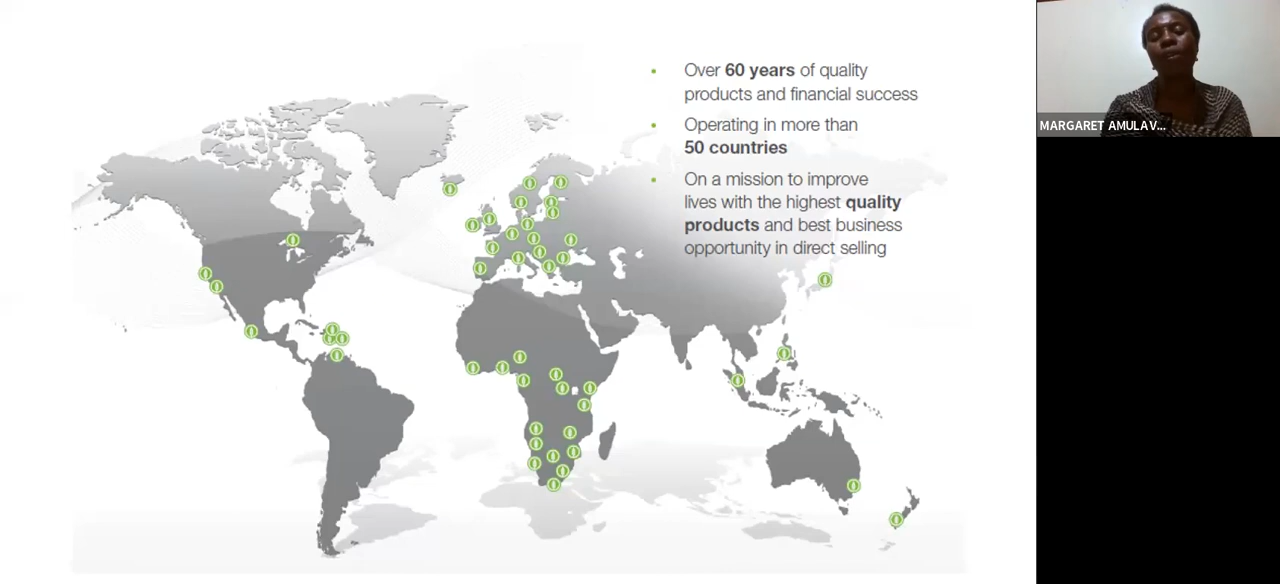 • Over 60 years of quality
products and financial success
• Operating in more than
50 countries
• On a mission to improve
lives with the highest quality
products and best business
opportunity in direct selling
MARGARET AMULAV...